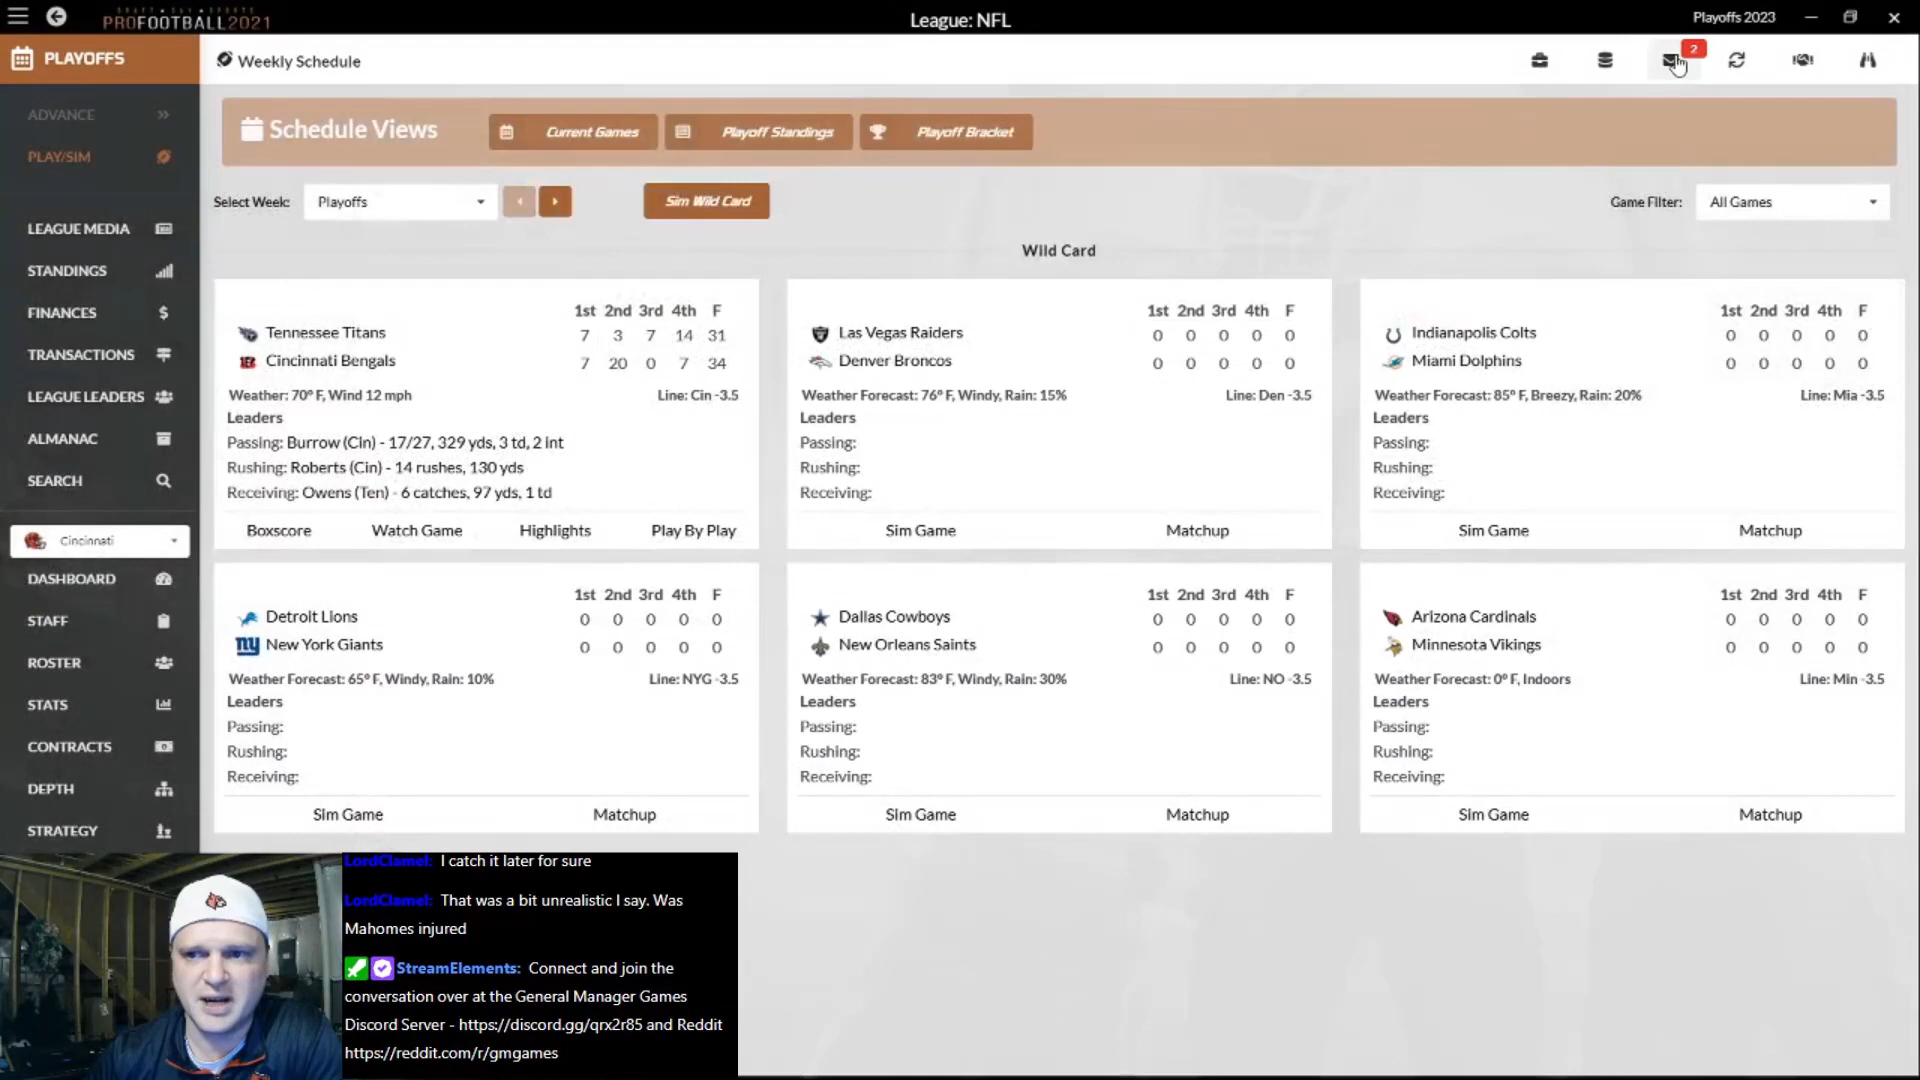 DRAFT DAY SPORTS
PROFOOTBALL2021
League: NFL
Playoffs 2023
PLAYOFFS
Weekly Schedule
2
ADVANCE
PLAY/SIM
LEAGUE MEDIA
STANDINGS
FINANCES
TRANSACTIONS
LEAGUE LEADERS
ALMANAC
SEARCH
Cincinnati
DASHBOARD
STAFF
ROSTER
STATS
CONTRACTS
DEPTH
STRATEGY
Schedule Views
Current Games
Playoff Standings
Playoff Bracket
Select Week: Playoffs
Sim Wild Card
Game Filter: All Games
Wild Card
1st 2nd 3rd 4th F
Tennessee Titans 7 3 7 14 31
Cincinnati Bengals 7 20 0 7 34
Weather: 70º F, Wind 12 mph Line: Cin -3.5
Leaders
Passing: Burrow (Cin) - 17/27, 329 yds, 3 td, 2 int
Rushing: Roberts (Cin) - 14 rushes, 130 yds
Receiving: Owens (Ten) - 6 catches, 97 yds, 1 td
Boxscore Watch Game Highlights Play By Play
1st 2nd 3rd 4th F
Las Vegas Raiders 0 0 0 0 0
Denver Broncos 0 0 0 0 0
Weather Forecast: 76º F, Windy, Rain: 15% Line: Den -3.5
Leaders
Passing:
Rushing:
Receiving:
Sim Game Matchup
1st 2nd 3rd 4th F
Indianapolis Colts 0 0 0 0 0
Miami Dolphins 0 0 0 0 0
Weather Forecast: 85º F, Breezy, Rain: 20% Line: Mia -3.5
Leaders
Passing:
Rushing:
Receiving:
Sim Game Matchup
1st 2nd 3rd 4th F
Detroit Lions 0 0 0 0 0
ny New York Giants 0 0 0 0 0
Weather Forecast: 65º F, Windy, Rain: 10% Line: NYG -3.5
Leaders
Passing:
Rushing:
Receiving:
Sim Game Matchup
1st 2nd 3rd 4th F
Dallas Cowboys 0 0 0 0 0
New Orleans Saints 0 0 0 0 0
Weather Forecast: 83º F, Windy, Rain: 30% Line: NO -3.5
Leaders
Passing:
Rushing:
Receiving:
Sim Game Matchup
1st 2nd 3rd 4th F
Arizona Cardinals 0 0 0 0 0
Minnesota Vikings 0 0 0 0 0
Weather Forecast: 0º F, Indoors Line: Min -3.5
Leaders
Passing:
Rushing:
Receiving:
Sim Game Matchup
LordClamel: I catch it later for sure
LordClamel: That was a bit unrealistic I say. Was
Mahomes injured
StreamElements: Connect and join the
conversation over at the General Manager Games
Discord Server - https://discord.gg/qrx2r85 and Reddit
https://reddit.com/r/gmgames